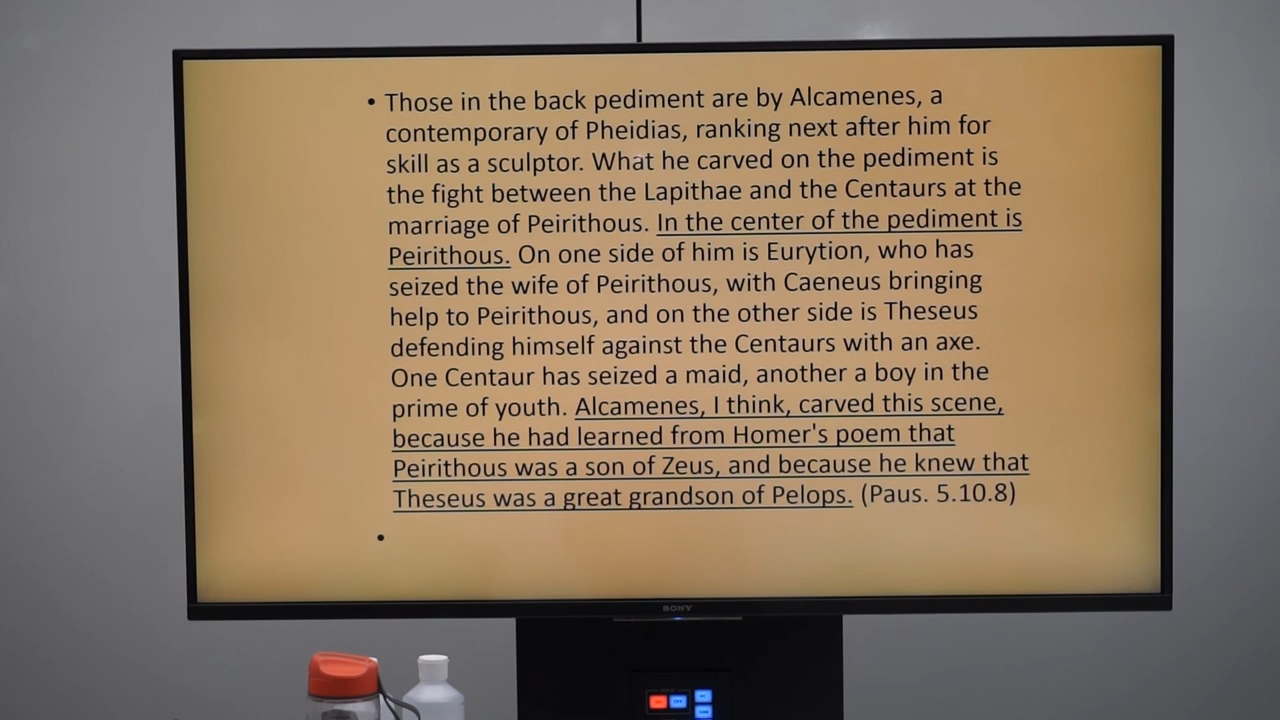 • Those in the back pediment are by Alcamenes, a
contemporary of Pheidias, ranking next after him for
skill as a sculptor. What he carved on the pediment is
the fight between the Lapithae and the Centaurs at the
marriage of Peirithous. In the center of the pediment is
Peirithous. On one side of him is Eurytion, who has
seized the wife of Peirithous, with Caeneus bringing
help to Peirithous, and on the other side is Theseus
defending himself against the Centaurs with an axe.
One Centaur has seized a maid, another a boy in the
prime of youth. Alcamenes, I think, carved this scene,
because he had learned from Homer's poem that
Peirithous was a son of Zeus, and because he knew that
Theseus was a great grandson of Pelops. (Paus. 5.10.8)
•
SONY